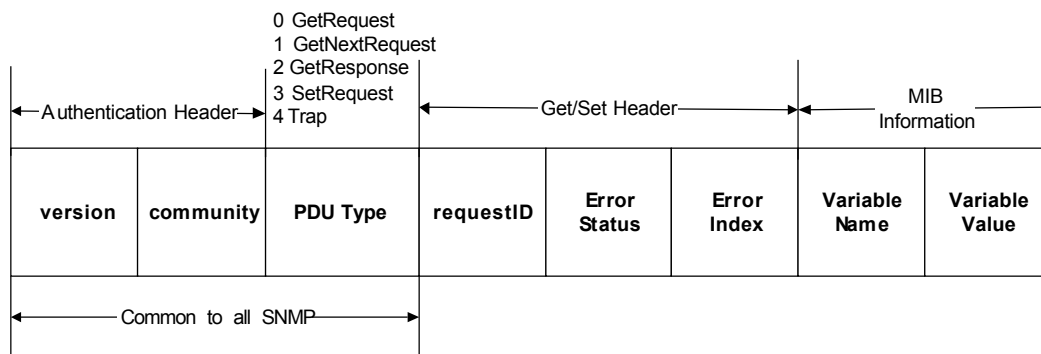 0 GetRequest
1 GetNextRequest
2 GetResponse
3 SetRequest
4 Trap
Authentication Header
Get/Set Header
MIB
Information
version
community
PDU Type
requestID
Error
Status
Error
Index
Variable
Name
Variable
Value
Common to all SNMP